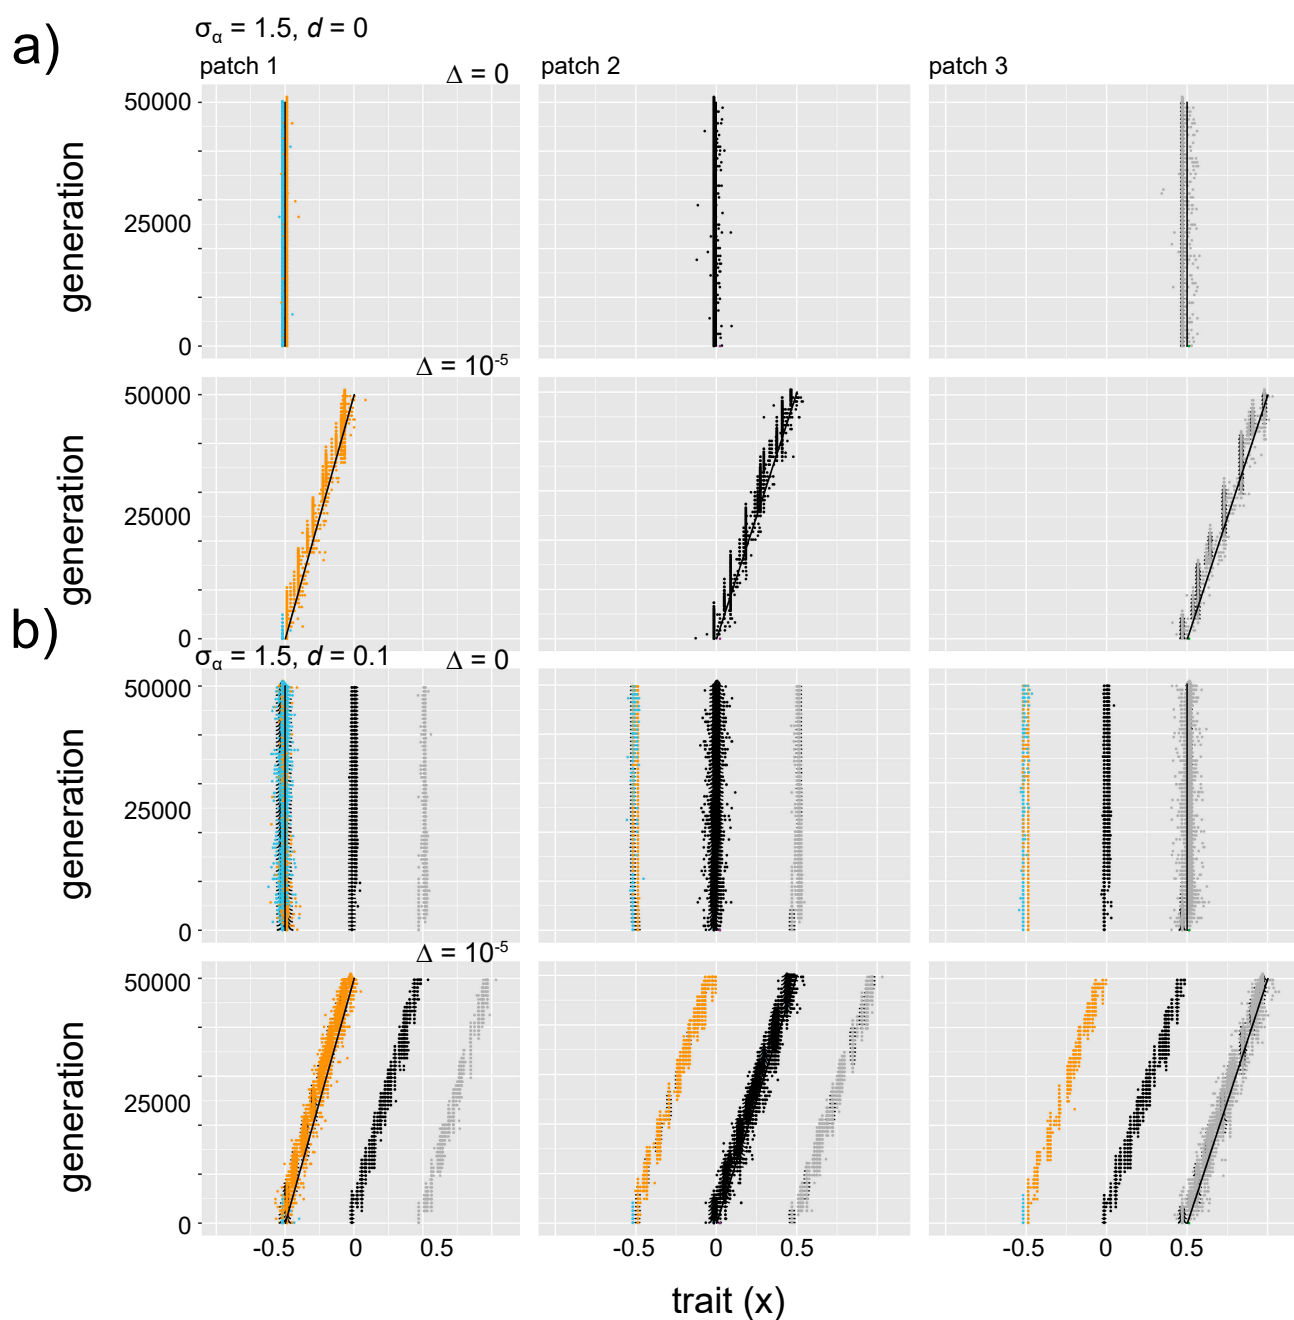 a)
σα = 1.5, d = 0
patch 1
Δ = 0
patch 2
patch 3
generation
50000
25000
0
Δ = 10-5
generation
50000
25000
0
b)
σα = 1.5, d = 0.1
Δ = 0
generation
50000
25000
0
Δ = 10-5
generation
50000
25000
0
-0.5 0 0.5
-0.5 0 0.5
-0.5 0 0.5
trait (x)